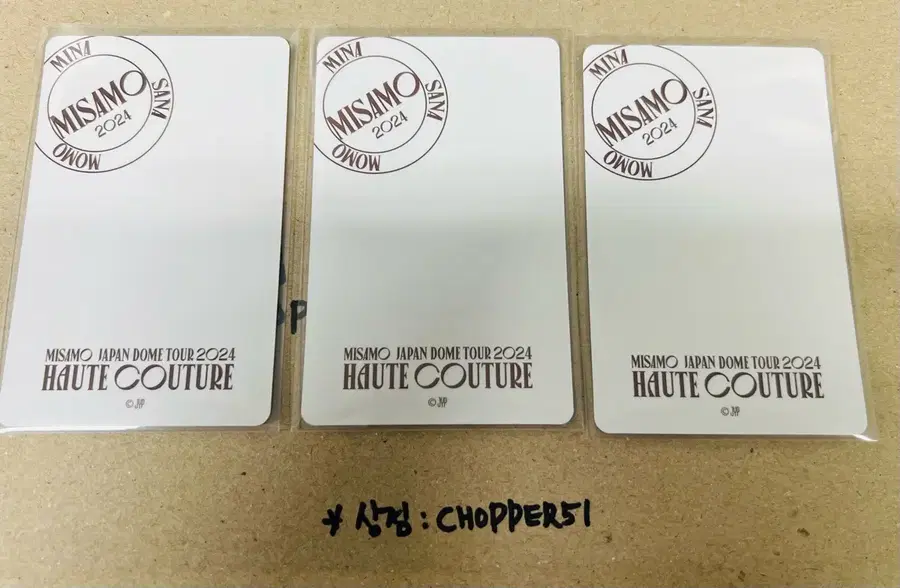 MINA
SANA
MOMO
MISAMO
2024
MISAMO JAPAN DOME TOUR 2024
HAUTE COUTURE
MINA
SANA
MOMO
MISAMO
2024
MISAMO JAPAN DOME TOUR 2024
HAUTE COUTURE
MINA
SANA
MOMO
MISAMO
2024
MISAMO JAPAN DOME TOUR 2024
HAUTE COUTURE
* 상점 : CHOPPER51